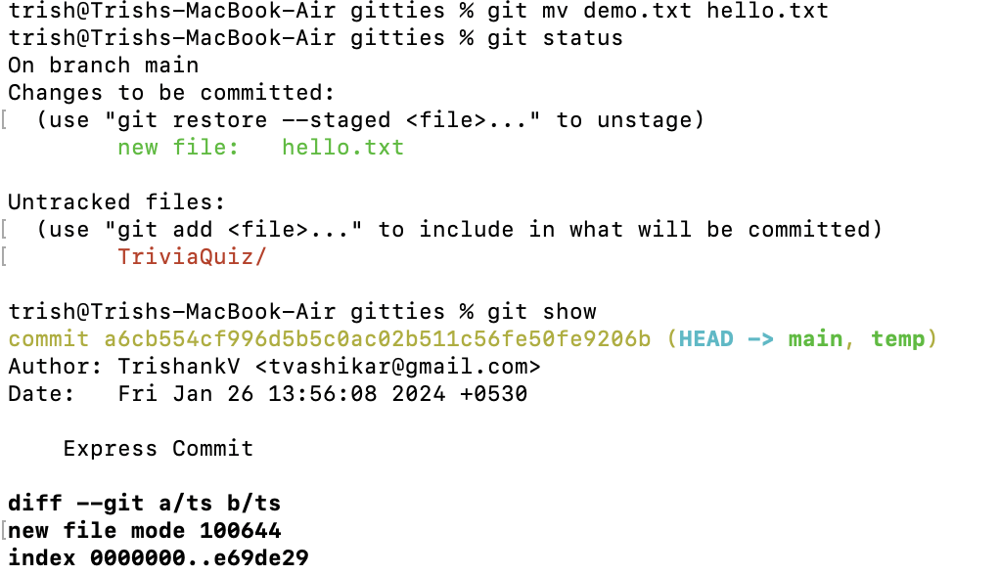 trish@Trishs-MacBook-Air gitties % git mv demo.txt hello.txt
trish@Trishs-MacBook-Air gitties % git status
On branch main
Changes to be committed:
[  (use "git restore --staged <file>..." to unstage)
        new file:   hello.txt
Untracked files:
[  (use "git add <file>..." to include in what will be committed)
[       TriviaQuiz/
trish@Trishs-MacBook-Air gitties % git show
commit a6cb554cf996d5b5c0ac02b511c56fe50fe9206b (HEAD -> main, temp)
Author: TrishankV <tvashikar@gmail.com>
Date:   Fri Jan 26 13:56:08 2024 +0530
    Express Commit
diff --git a/ts b/ts
[new file mode 100644
index 0000000..e69de29